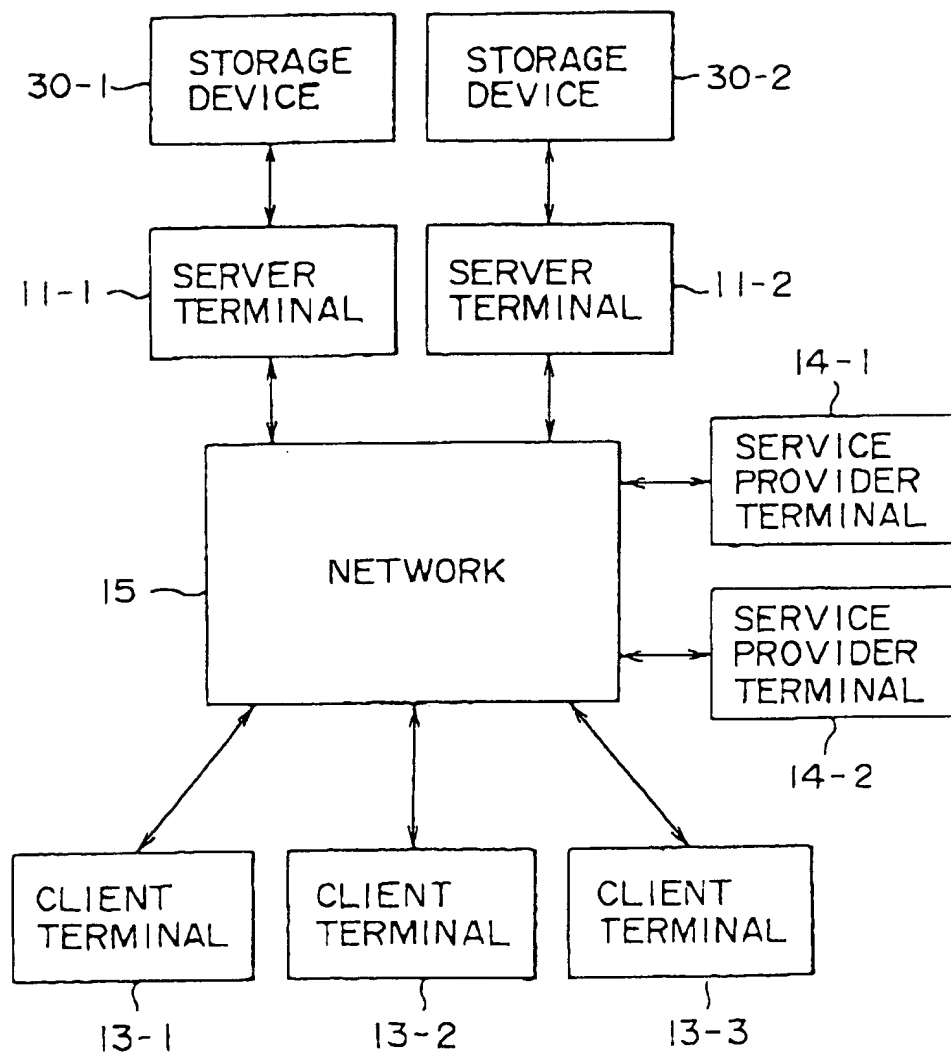 30-1
STORAGE
DEVICE
STORAGE
DEVICE
30-2
11-1
SERVER
TERMINAL
SERVER
TERMINAL
11-2
14-1
SERVICE
PROVIDER
TERMINAL
15
NETWORK
SERVICE
PROVIDER
TERMINAL
14-2
CLIENT
TERMINAL
CLIENT
TERMINAL
CLIENT
TERMINAL
13-1
13-2
13-3